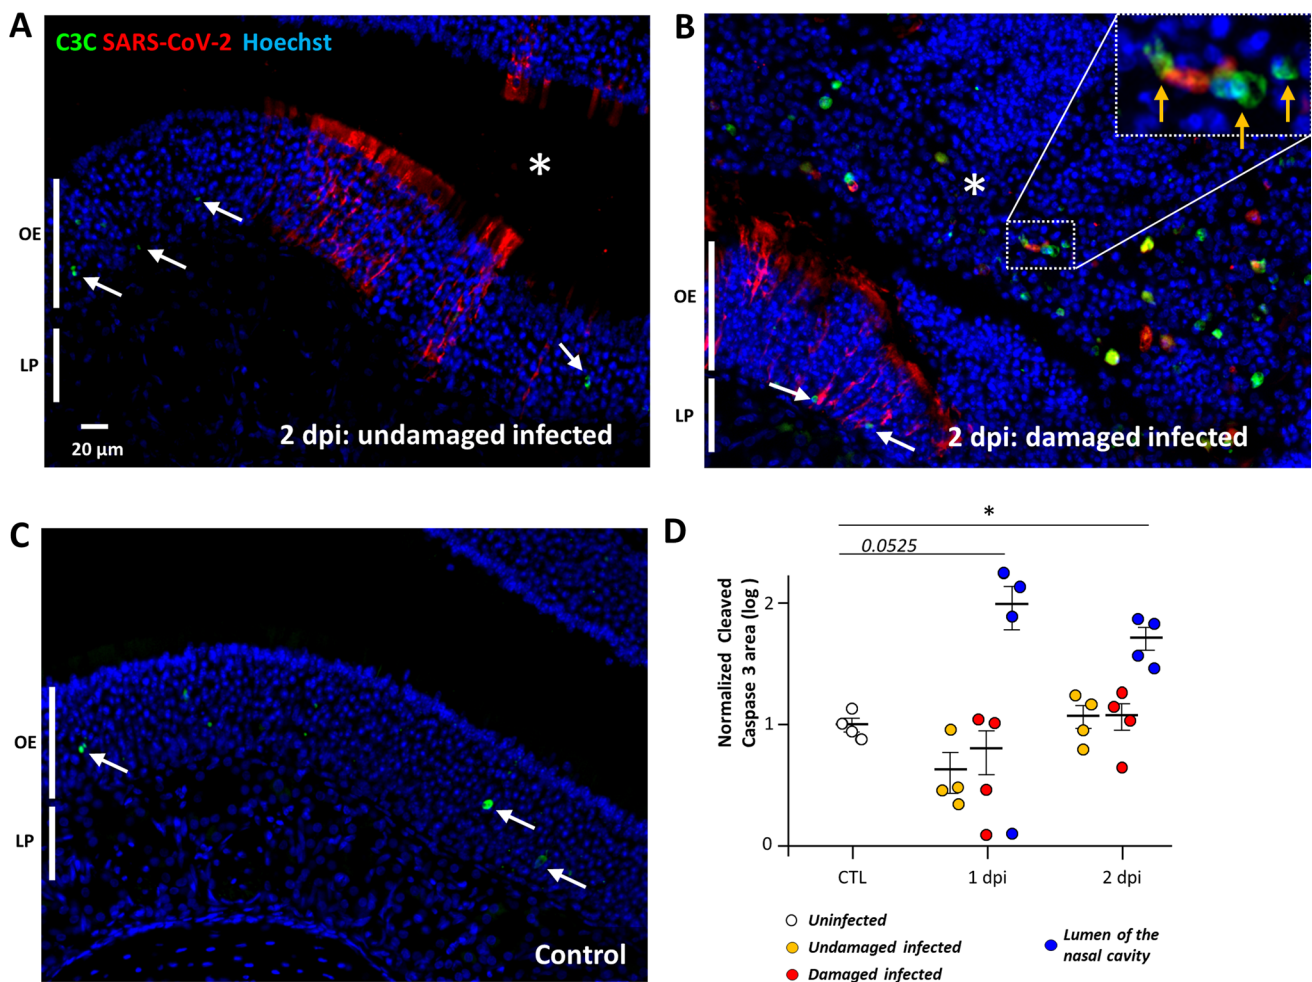 A
C3C SARS-CoV-2 Hoechst
*
OE
LP
20 µm
2 dpi: undamaged infected
B
*
OE
LP
2 dpi: damaged infected
C
OE
LP
Control
D
*
0.0525
Normalized Cleaved
Caspase 3 area (log )
2
1
0
CTL
1 dpi
2 dpi
Uninfected
Undamaged infected
Damaged infected
Lumen of the
nasal cavity